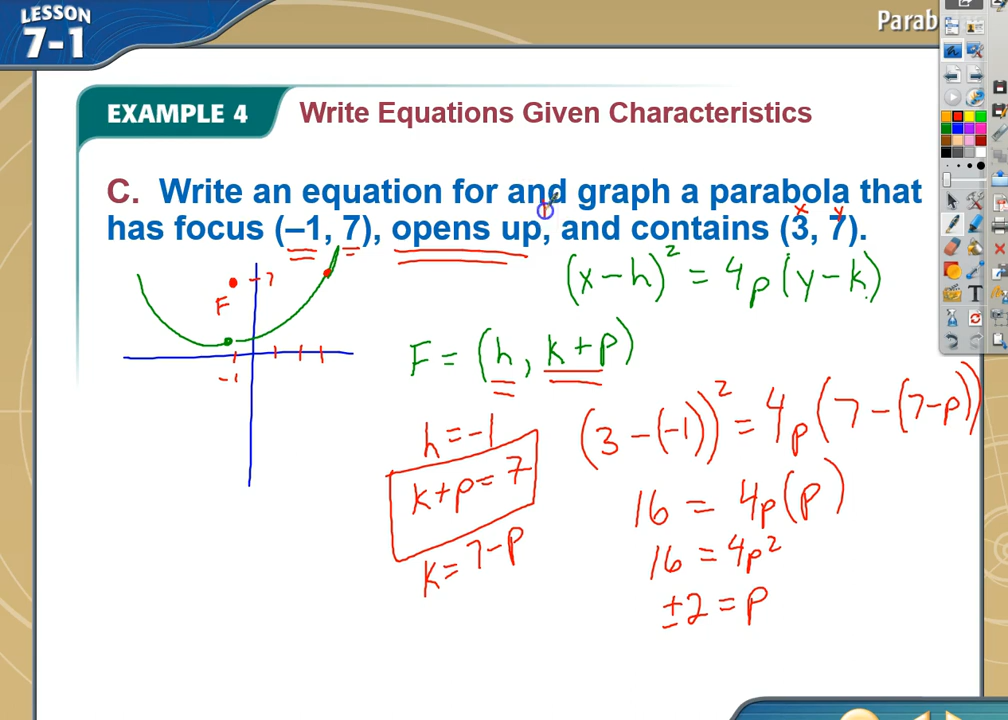 LESSON
7-1
Parab
EXAMPLE 4 Write Equations Given Characteristics
C. Write an equation for and graph a parabola that
has focus (–1, 7), opens up, and contains (3, 7).
x y
(x – h)² = 4p(y – k)
7
F
-1
F = (h, k + p)
h = -1
k + p = 7
k = 7 - p
(3 - (-1))² = 4p(7 - (7 - p))
16 = 4p(p)
16 = 4p²
±2 = p
T